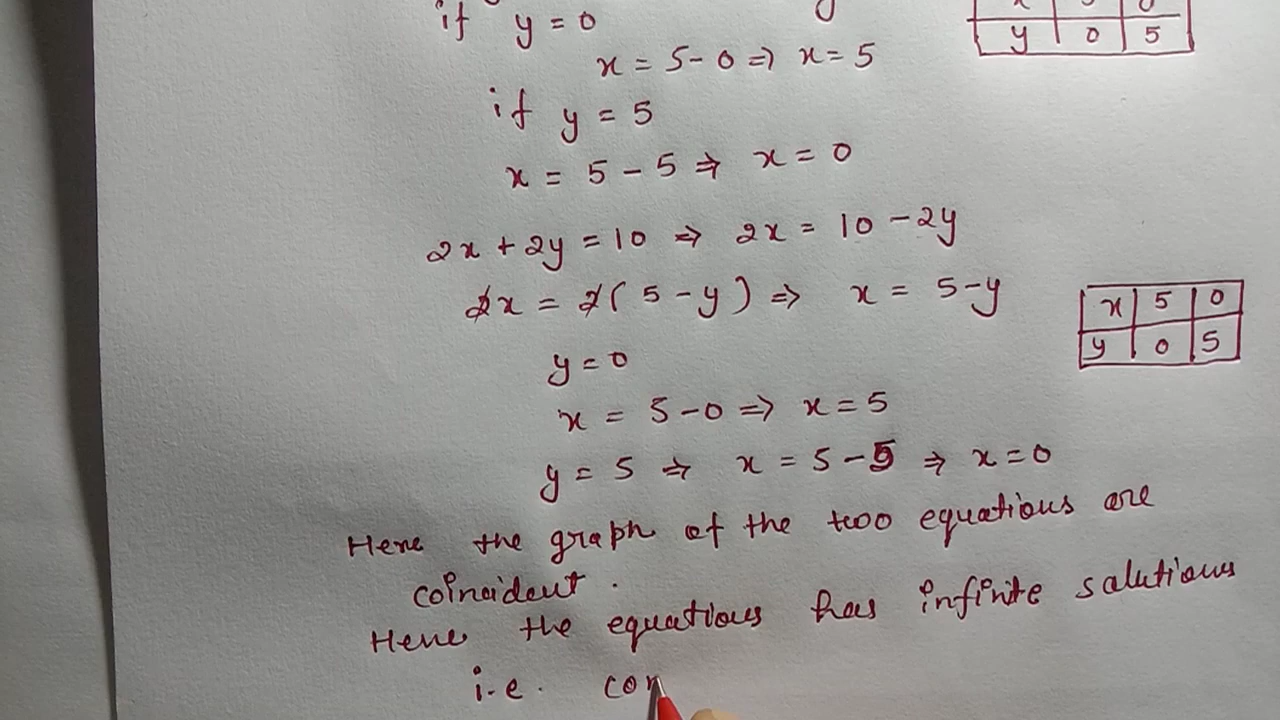 if y = 0
y 0 5
x = 5 - 0 ⇒ x = 5
if y = 5
x = 5 - 5 ⇒ x = 0
2x + 2y = 10 ⇒ 2x = 10 - 2y
2x = 2( 5 - y ) ⇒ x = 5 - y
x 5 0
y 0 5
y = 0
x = 5 - 0 ⇒ x = 5
y = 5 ⇒ x = 5 - 5 ⇒ x = 0
Here the graph of the two equations are
coincident .
Here the equations has infinite solutions
i.e. con